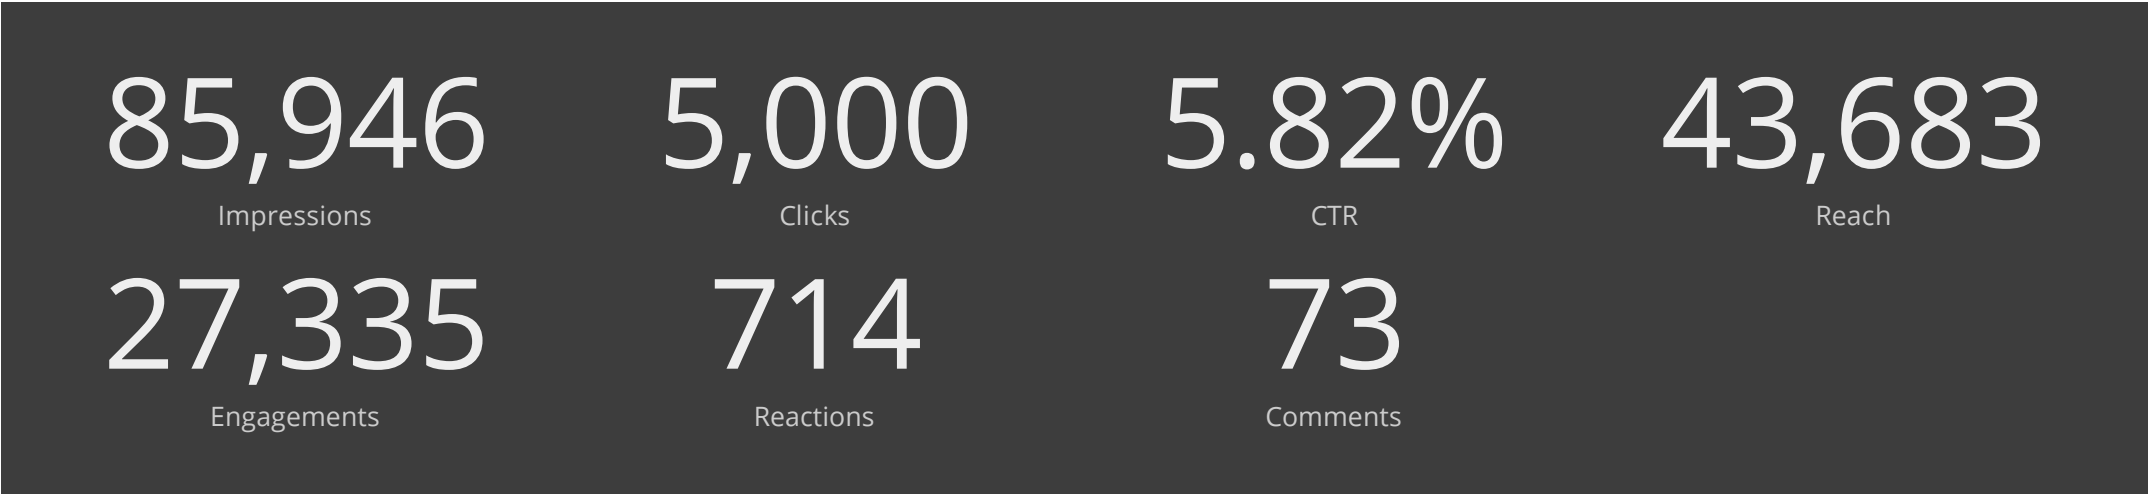 85,946 5,000 5.82% 43,683
Impressions Clicks CTR Reach
27,335 714 73
Engagements Reactions Comments